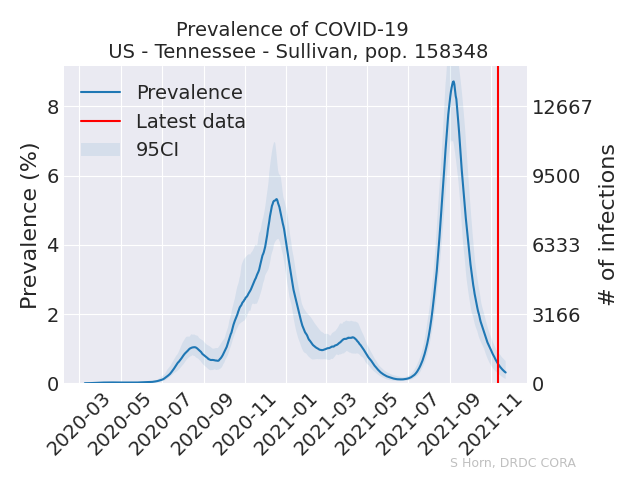 Prevalence of COVID-19
US - Tennessee - Sullivan, pop. 158348
Prevalence
Latest data
95CI
Prevalence (%)
8
6
4
2
0
12667
9500
6333
3166
0
# of infections
2020-03
2020-05
2020-07
2020-09
2020-11
2021-01
2021-03
2021-05
2021-07
2021-09
2021-11
S Horn, DRDC CORA